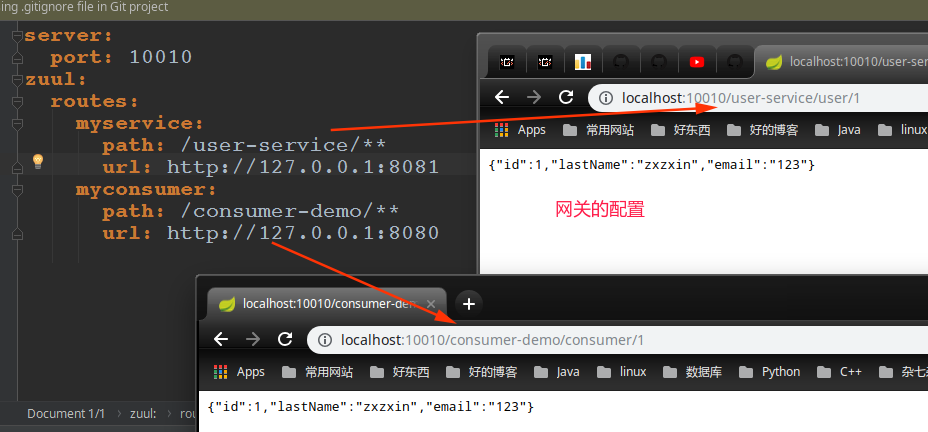 ing .gitignore file in Git project
server:
port: 10010
zuul:
routes:
myservice:
path: /user-service/**
url: http://127.0.0.1:8081
myconsumer:
path: /consumer-demo/**
url: http://127.0.0.1:8080
Document 1/1 › zuul: › rou
localhost:10010/user-ser
localhost:10010/user-service/user/1
Apps 常用网站 好东西 好的博客 Java linux
{"id":1,"lastName":"zxzxin","email":"123"}
网关的配置
localhost:10010/consumer-dem
localhost:10010/consumer-demo/consumer/1
Apps 常用网站 好东西 好的博客 Java linux 数据库 Python C++ 杂七
{"id":1,"lastName":"zxzxin","email":"123"}